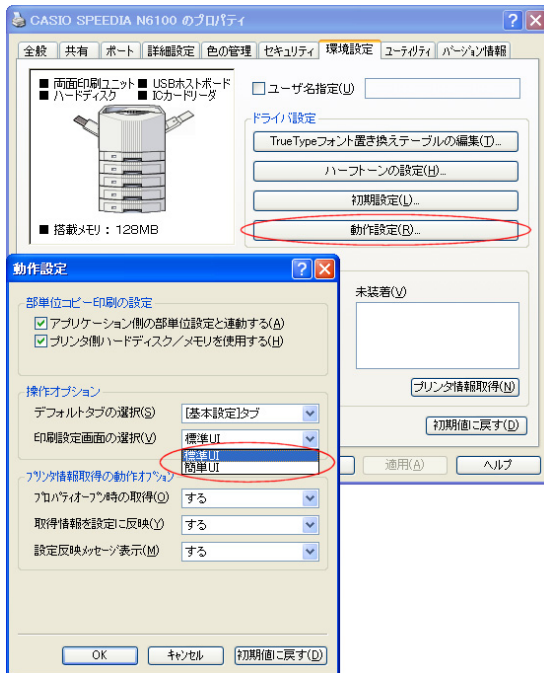 CASIO SPEEDIA N6100 のプロパティ
全般 共有 ポート 詳細設定 色の管理 セキュリティ 環境設定 ユーティリティ バージョン情報
■ 両面印刷ユニット ■ USBホストボード
■ ハードディスク ■ ICカードリーダ
■ 搭載メモリ : 128MB
ユーザ名指定(U)
ドライバ設定
TrueTypeフォント置き換えテーブルの編集(T)...
ハーフトーンの設定(H)...
初期設定(L)...
動作設定(R)...
未装着(V)
プリンタ情報取得(N)
初期値に戻す(D)
適用(A) ヘルプ
動作設定
部単位コピー印刷の設定
アプリケーション側の部単位設定と連動する(A)
プリンタ側ハードディスク/メモリを使用する(H)
操作オプション
デフォルトタブの選択(S) [基本設定]タブ
印刷設定画面の選択(V) 標準UI
標準UI
簡単UI
プリンタ情報取得の動作オプション
プロパティオープン時の取得(O) する
取得情報を設定に反映(Y) する
設定反映メッセージ表示(M) する
OK キャンセル 初期値に戻す(D)